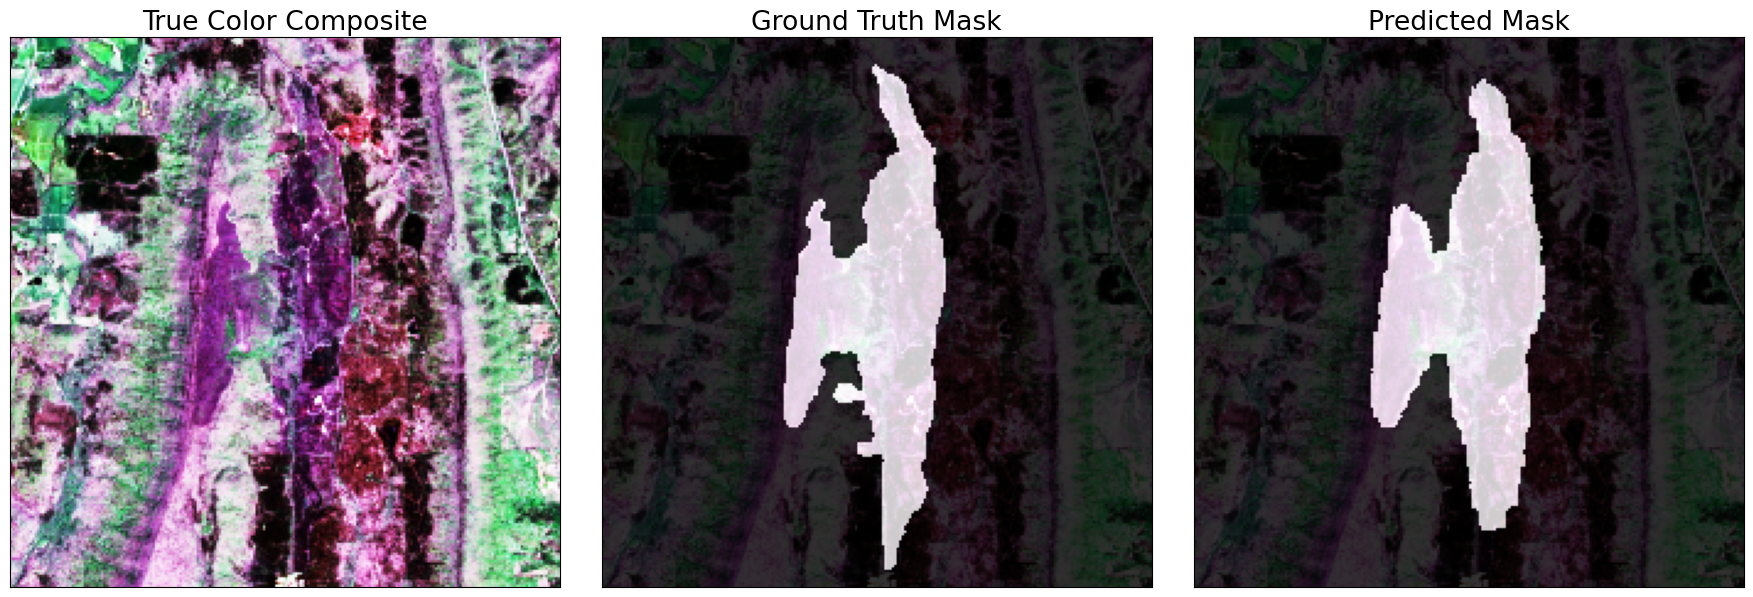 True Color Composite
Ground Truth Mask
Predicted Mask